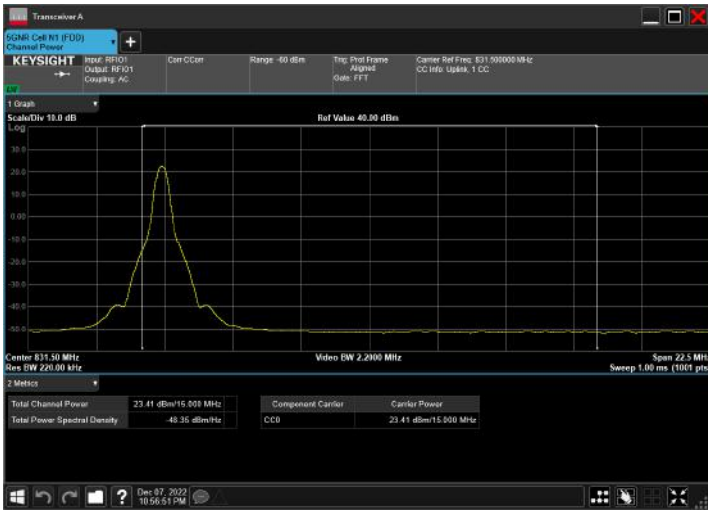 Transceiver A
5GNR Cell N1 (FDD)
Channel Power
KEYSIGHT
Input: RFIO1
Output: RFIO1
Coupling: AC
Corr CCorr
Range: -60 dBm
Trig: Prot Frame
Aligned
Gate: FFT
Carrier Ref Freq: 831.500000 MHz
CC Info: Uplink, 1 CC
1 Graph
Scale/Div 10.0 dB
Ref Value 40.00 dBm
Log
30.0
20.0
10.0
0.00
-10.0
-20.0
-30.0
-40.0
-50.0
Center 831.50 MHz
Video BW 2.2000 MHz
Span 22.5 MHz
Res BW 220.00 kHz
Sweep 1.00 ms (1001 pts)
2 Metrics
Total Channel Power 23.41 dBm/15.000 MHz
Total Power Spectral Density -48.35 dBm/Hz
Component Carrier Carrier Power
CC0 23.41 dBm/15.000 MHz
?
Dec 07, 2022
10:56:51 PM